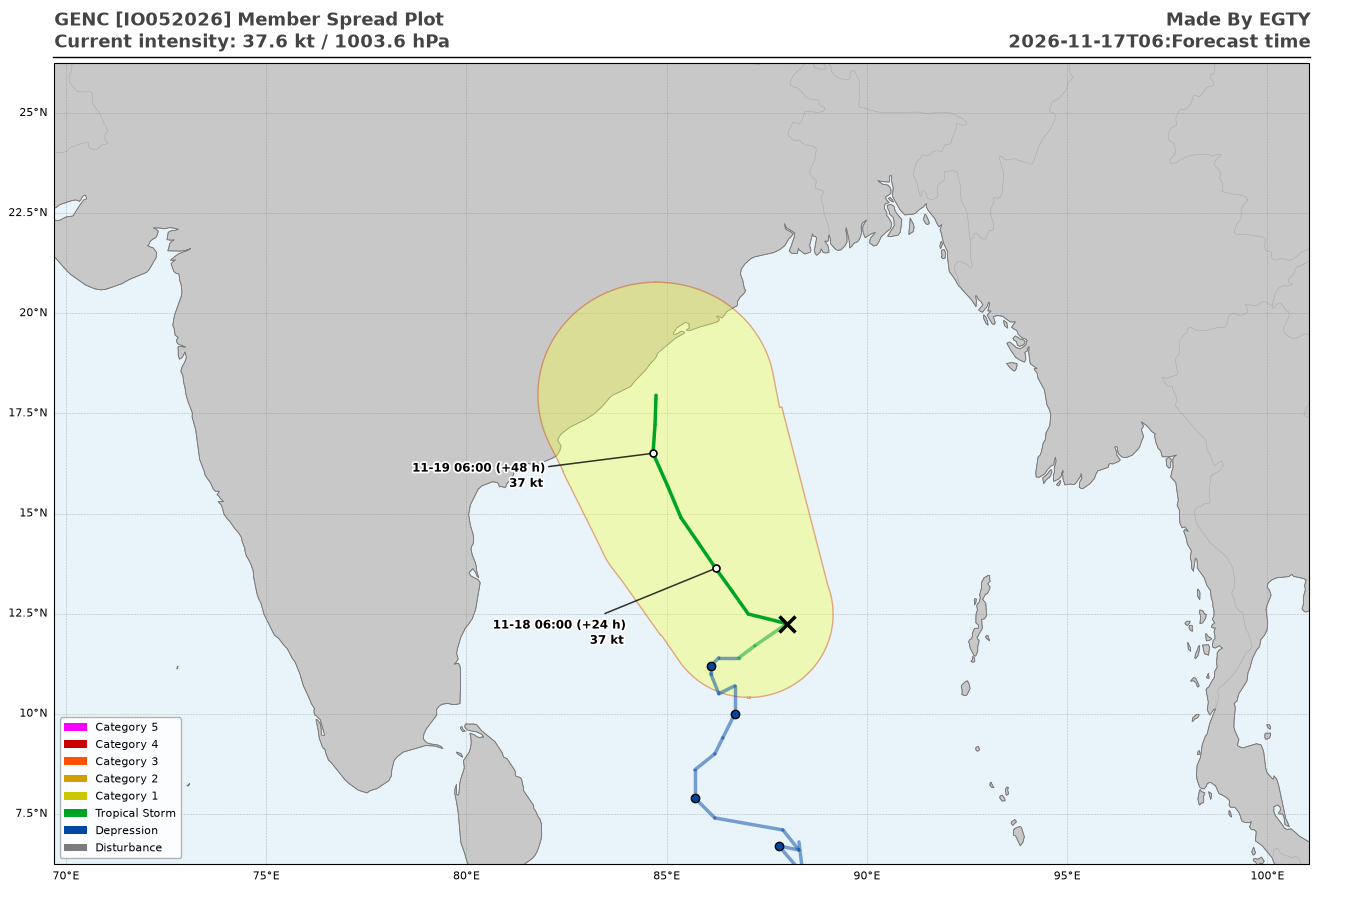 GENC [IO052026] Member Spread Plot
Made By EGTY
Current intensity: 37.6 kt / 1003.6 hPa
2026-11-17T06:Forecast time
25°N
22.5°N
20°N
17.5°N
15°N
12.5°N
10°N
7.5°N
11-19 06:00 (+48 h)
37 kt
11-18 06:00 (+24 h)
37 kt
Category 5
Category 4
Category 3
Category 2
Category 1
Tropical Storm
Depression
Disturbance
70°E
75°E
80°E
85°E
90°E
95°E
100°E